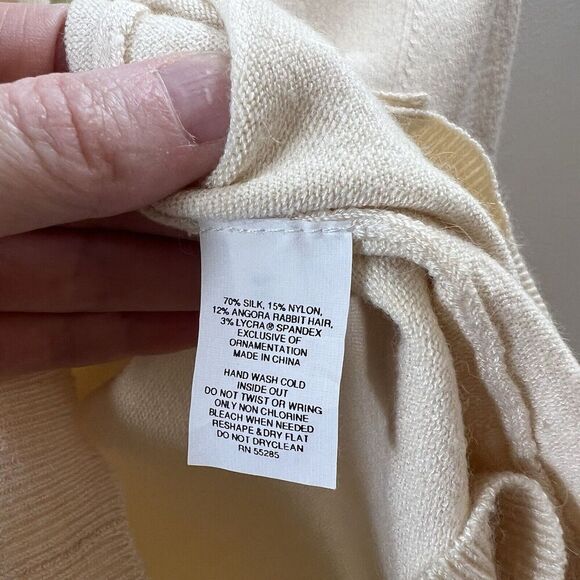 70% SILK, 15% NYLON,
12% ANGORA RABBIT HAIR,
3% LYCRA® SPANDEX
EXCLUSIVE OF
ORNAMENTATION
MADE IN CHINA
HAND WASH COLD
INSIDE OUT
DO NOT TWIST OR WRING
ONLY NON CHLORINE
BLEACH WHEN NEEDED
RESHAPE & DRY FLAT
DO NOT DRYCLEAN
RN 55285